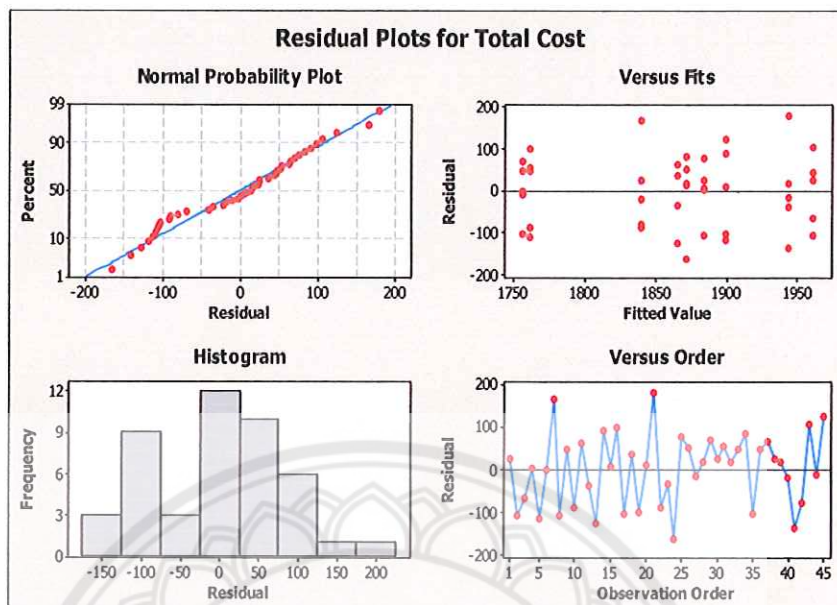 Residual Plots for Total Cost
Normal Probability Plot
99
90
50
10
1
Percent
-200 -100 0 100 200
Residual
Versus Fits
200
100
0
-100
-200
Residual
1750 1800 1850 1900 1950
Fitted Value
Histogram
12
9
6
3
0
Frequency
-150 -100 -50 0 50 100 150 200
Residual
Versus Order
200
100
0
-100
-200
Residual
1 5 10 15 20 25 30 35 40 45
Observation Order